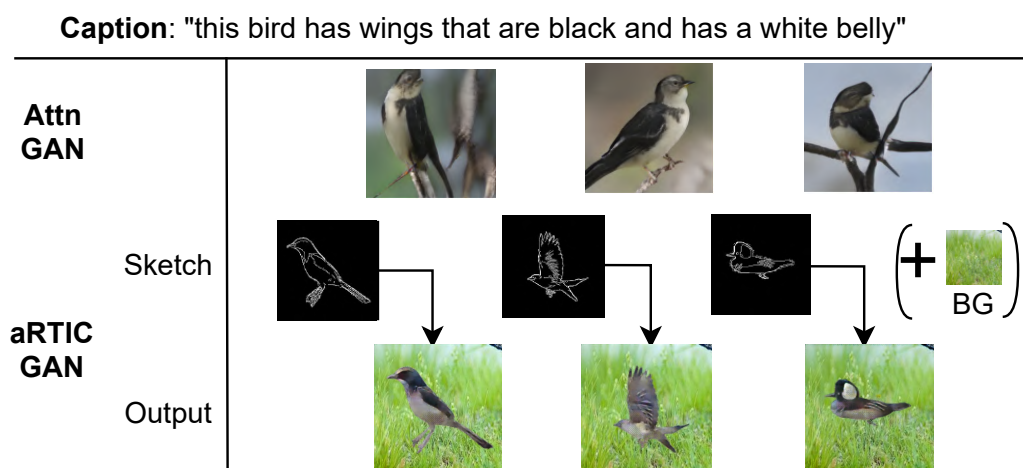 Caption: "this bird has wings that are black and has a white belly"
Attn
GAN
Sketch
(+
BG
)
aRTIC
GAN
Output